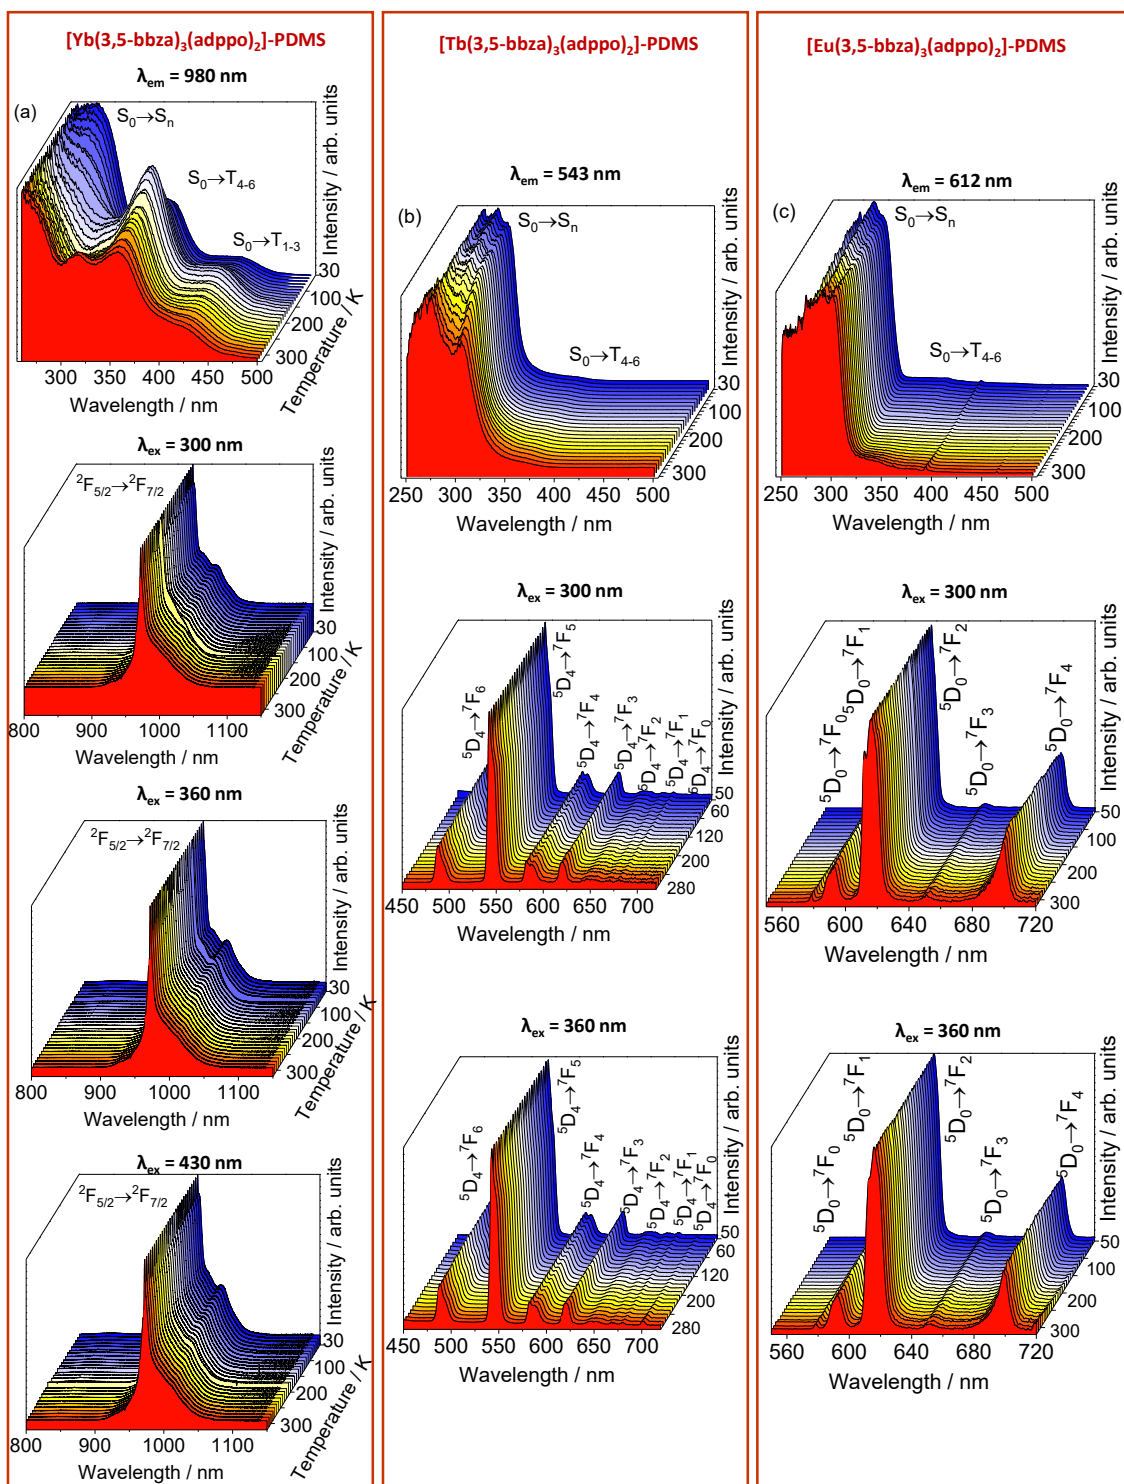 [Yb(3,5-bbza)₃(adppo)₂]-PDMS
λem = 980 nm
(a)
S₀→Sₙ
S₀→T₄₋₆
S₀→T₁₋₃
Intensity / arb. units
30
100
200
300
Temperature / K
300 350 400 450 500
Wavelength / nm
λex = 300 nm
²F5/2→²F7/2
Intensity / arb. units
30
100
200
300
Temperature / K
800 900 1000 1100
Wavelength / nm
λex = 360 nm
²F5/2→²F7/2
Intensity / arb. units
30
100
200
300
Temperature / K
800 900 1000 1100
Wavelength / nm
λex = 430 nm
²F5/2→²F7/2
Intensity / arb. units
30
100
200
300
Temperature / K
800 900 1000 1100
Wavelength / nm
[Tb(3,5-bbza)₃(adppo)₂]-PDMS
λem = 543 nm
(b)
S₀→Sₙ
S₀→T₄₋₆
Intensity / arb. units
30
100
200
300
250 300 350 400 450 500
Wavelength / nm
λex = 300 nm
⁵D₄→⁷F₆
⁵D₄→⁷F₅
⁵D₄→⁷F₄
⁵D₄→⁷F₃
⁵D₄→⁷F₂
⁵D₄→⁷F₁
⁵D₄→⁷F₀
Intensity / arb. units
50
60
120
200
280
450 500 550 600 650 700
Wavelength / nm
λex = 360 nm
⁵D₄→⁷F₆
⁵D₄→⁷F₅
⁵D₄→⁷F₄
⁵D₄→⁷F₃
⁵D₄→⁷F₂
⁵D₄→⁷F₁
⁵D₄→⁷F₀
Intensity / arb. units
50
60
120
200
280
450 500 550 600 650 700
Wavelength / nm
[Eu(3,5-bbza)₃(adppo)₂]-PDMS
λem = 612 nm
(c)
S₀→Sₙ
S₀→T₄₋₆
Intensity / arb. units
30
100
200
300
250 300 350 400 450 500
Wavelength / nm
λex = 300 nm
⁵D₀→⁷F₀
⁵D₀→⁷F₁
⁵D₀→⁷F₂
⁵D₀→⁷F₃
⁵D₀→⁷F₄
Intensity / arb. units
50
100
200
300
560 600 640 680 720
Wavelength / nm
λex = 360 nm
⁵D₀→⁷F₀
⁵D₀→⁷F₁
⁵D₀→⁷F₂
⁵D₀→⁷F₃
⁵D₀→⁷F₄
Intensity / arb. units
50
100
200
300
560 600 640 680 720
Wavelength / nm